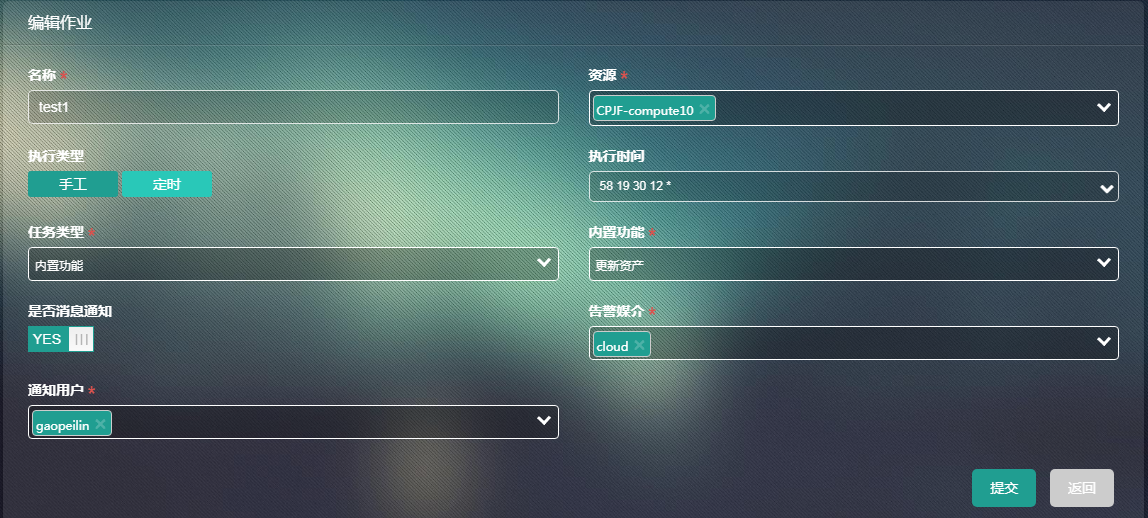 编辑作业
名称 *
test1
资源 *
CPJF-compute10 ×
执行类型
手工 定时
执行时间
58 19 30 12 *
任务类型 *
内置功能
内置功能 *
更新资产
是否消息通知
YES
告警媒介 *
cloud ×
通知用户 *
gaopeilin ×
提交 返回